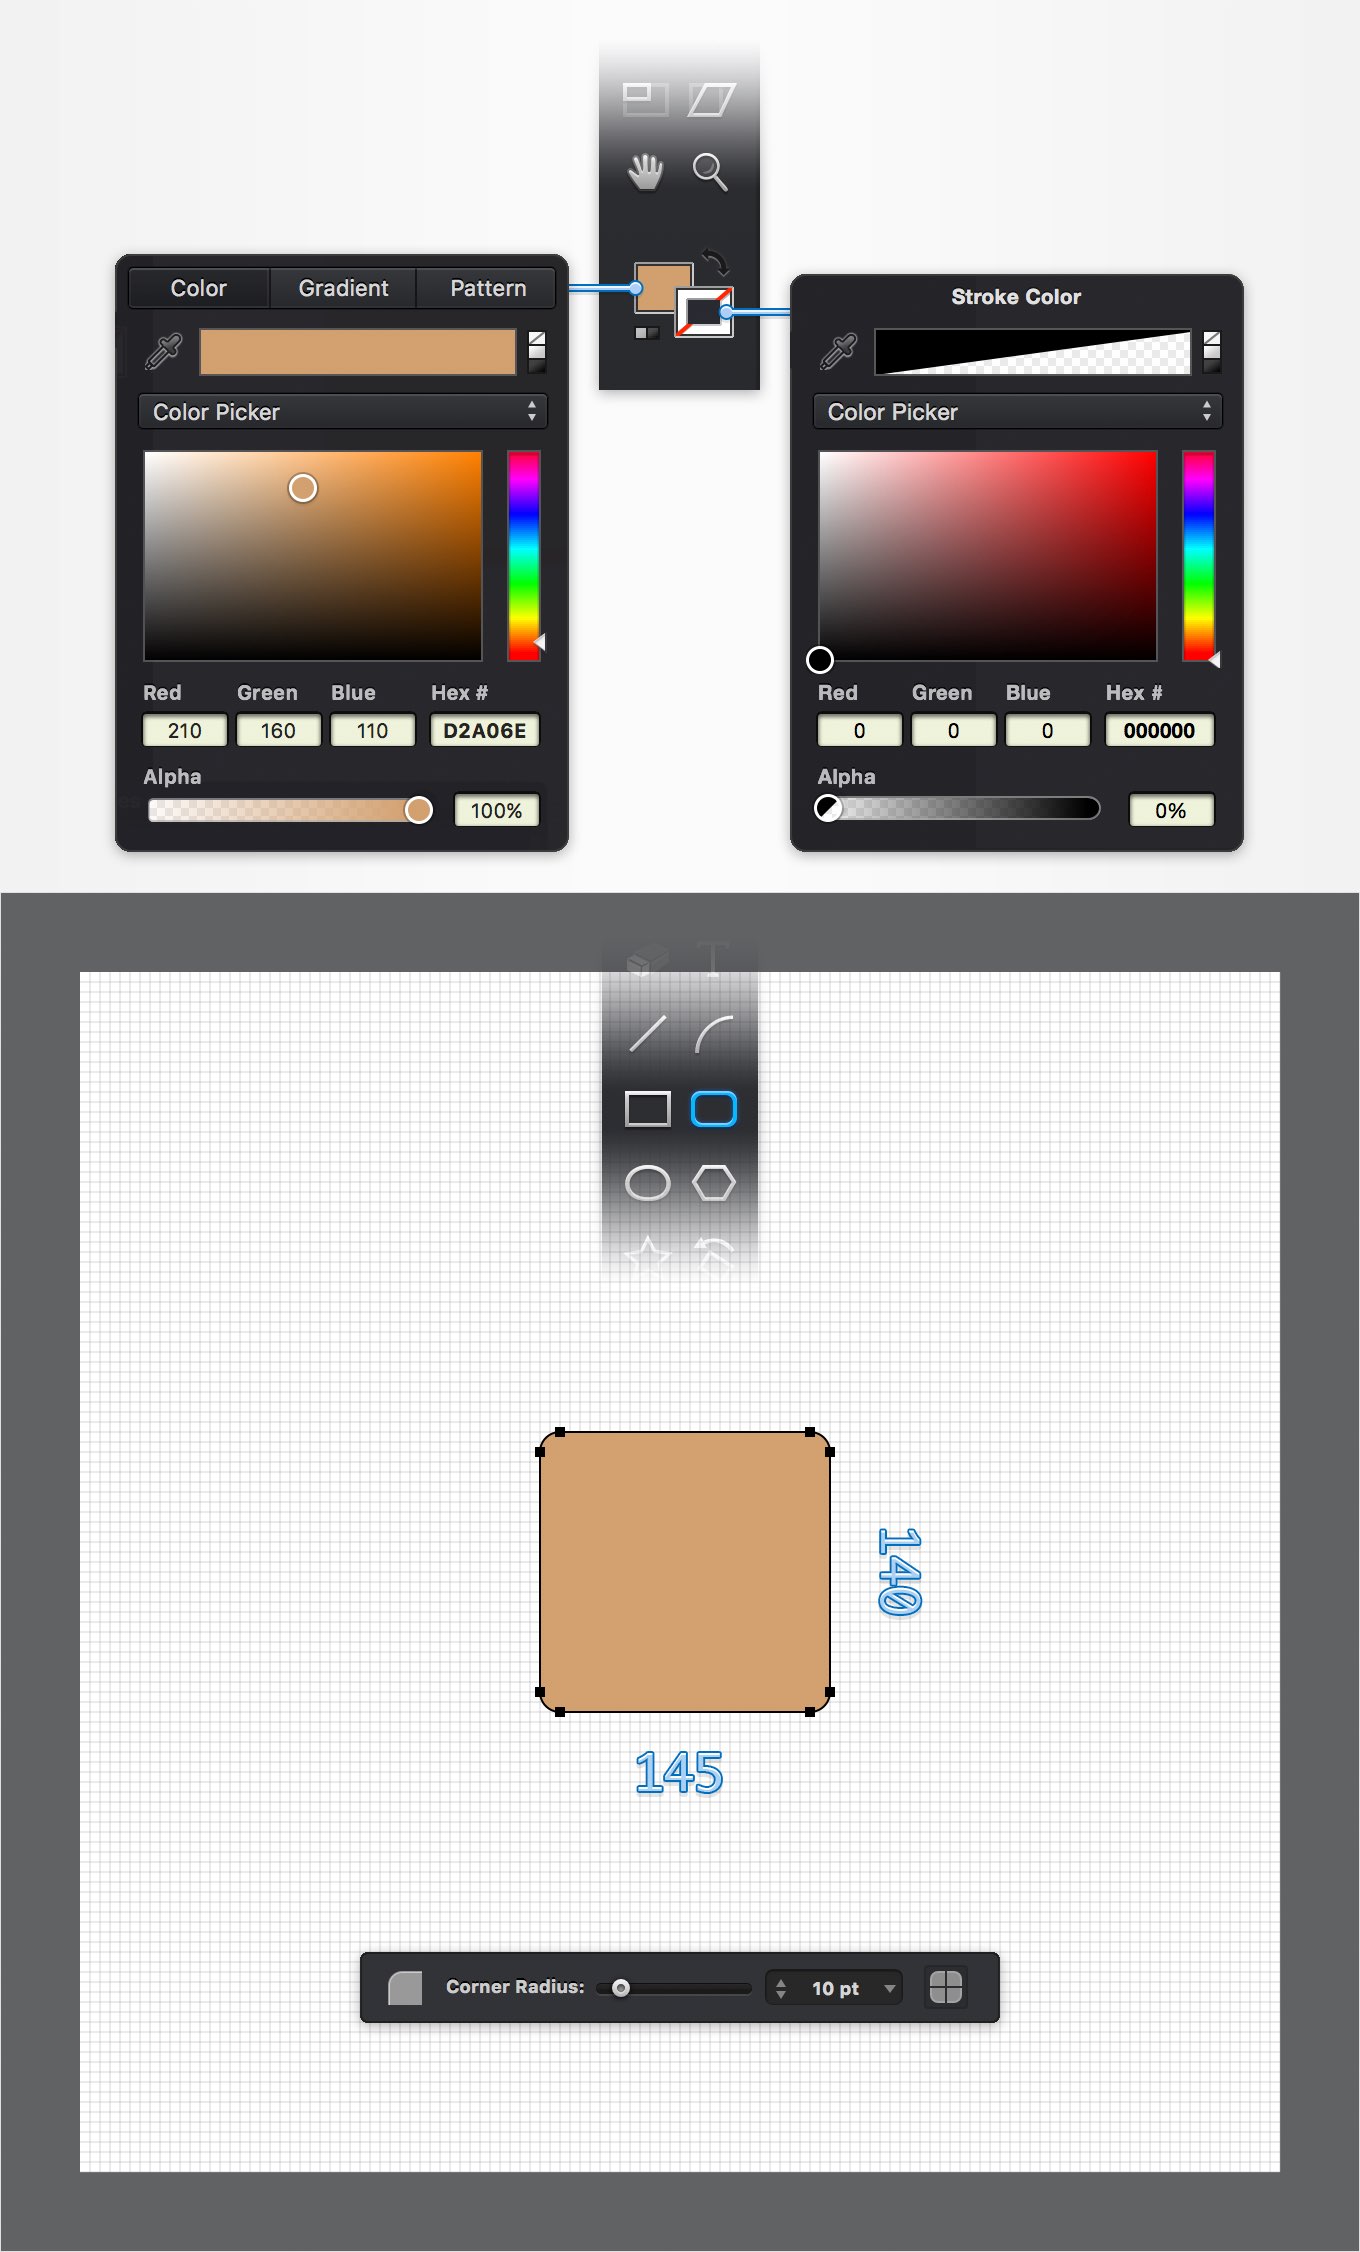 Color Gradient Pattern
Color Picker
Red Green Blue Hex #
210 160 110 D2A06E
Alpha
100%
Stroke Color
Color Picker
Red Green Blue Hex #
0 0 0 000000
Alpha
0%
T
140
145
Corner Radius: 10 pt